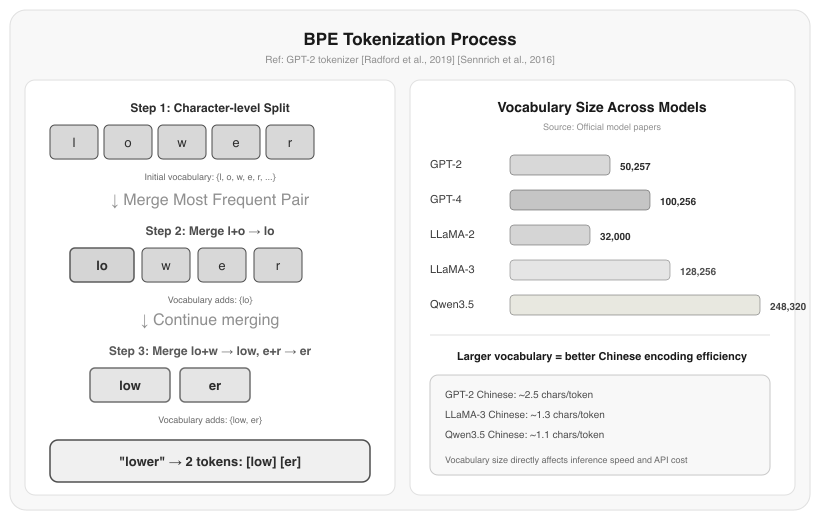 BPE Tokenization Process
Ref: GPT-2 tokenizer [Radford et al., 2019] [Sennrich et al., 2016]
Step 1: Character-level Split
l o w e r
Initial vocabulary: {l, o, w, e, r, ...}
↓ Merge Most Frequent Pair
Step 2: Merge l+o → lo
lo w e r
Vocabulary adds: {lo}
↓ Continue merging
Step 3: Merge lo+w → low, e+r → er
low er
Vocabulary adds: {low, er}
"lower" → 2 tokens: [low] [er]
Vocabulary Size Across Models
Source: Official model papers
GPT-2 50,257
GPT-4 100,256
LLaMA-2 32,000
LLaMA-3 128,256
Qwen3.5 248,320
Larger vocabulary = better Chinese encoding efficiency
GPT-2 Chinese: ~2.5 chars/token
LLaMA-3 Chinese: ~1.3 chars/token
Qwen3.5 Chinese: ~1.1 chars/token
Vocabulary size directly affects inference speed and API cost